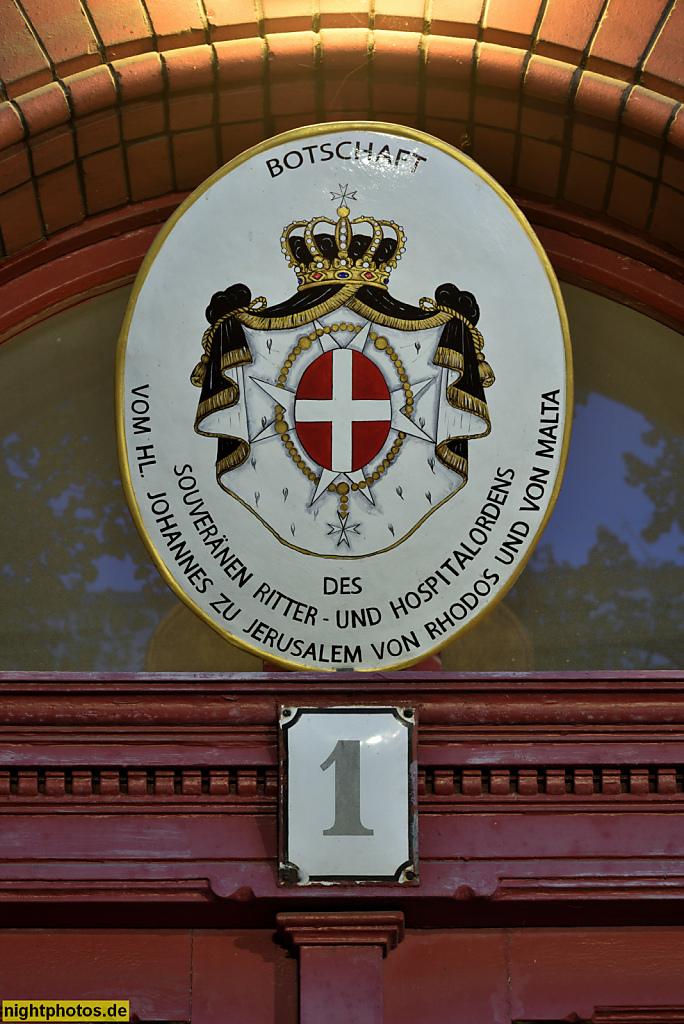 BOTSCHAFT
DES
SOUVERÄNEN RITTER - UND HOSPITALORDENS
VOM HL. JOHANNES ZU JERUSALEM VON RHODOS UND VON MALTA
1
nightphotos.de